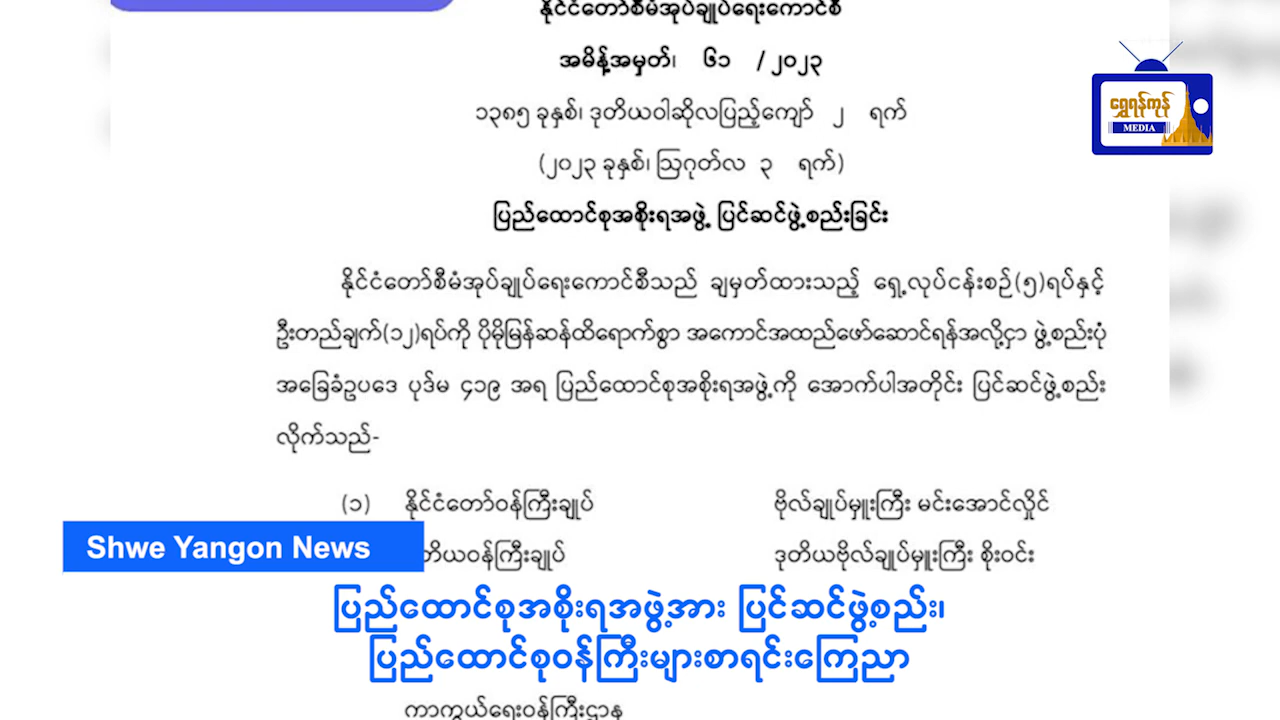 နိုင်ငံတော်စီမံအုပ်ချုပ်ရေးကောင်စီ
အမိန့်အမှတ်၊ ၆၁ / ၂၀၂၃
၁၃၈၅ ခုနှစ်၊ ဒုတိယဝါဆိုလပြည့်ကျော် ၂ ရက်
(၂၀၂၃ ခုနှစ်၊ ဩဂုတ်လ ၃ ရက်)
ပြည်ထောင်စုအစိုးရအဖွဲ့ ပြင်ဆင်ဖွဲ့စည်းခြင်း
နိုင်ငံတော်စီမံအုပ်ချုပ်ရေးကောင်စီသည် ချမှတ်ထားသည့် ရှေ့လုပ်ငန်းစဉ်(၅)ရပ်နှင့်
ဦးတည်ချက်(၁၂)ရပ်ကို ပိုမိုမြန်ဆန်ထိရောက်စွာ အကောင်အထည်ဖော်ဆောင်ရန်အလို့ငှာ ဖွဲ့စည်းပုံ
အခြေခံဥပဒေ ပုဒ်မ ၄၁၉ အရ ပြည်ထောင်စုအစိုးရအဖွဲ့ကို အောက်ပါအတိုင်း ပြင်ဆင်ဖွဲ့စည်း
လိုက်သည်-
(၁) နိုင်ငံတော်ဝန်ကြီးချုပ် ဗိုလ်ချုပ်မှူးကြီး မင်းအောင်လှိုင်
တိယဝန်ကြီးချုပ် ဒုတိယဗိုလ်ချုပ်မှူးကြီး စိုးဝင်း
ရွှေရန်ကုန်
MEDIA
Shwe Yangon News
ပြည်ထောင်စုအစိုးရအဖွဲ့အား ပြင်ဆင်ဖွဲ့စည်း၊
ပြည်ထောင်စုဝန်ကြီးများစာရင်းကြေညာ
ကာကွယ်ရေးဝန်ကြီးဌာန